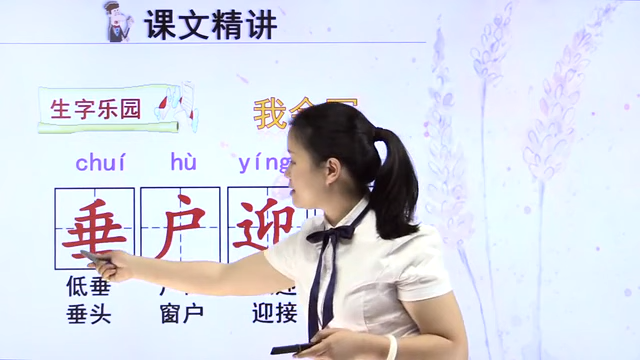 课文精讲
生字乐园
我会
chuí hù yíng
垂 户 迎
低垂
垂头 窗户 迎接